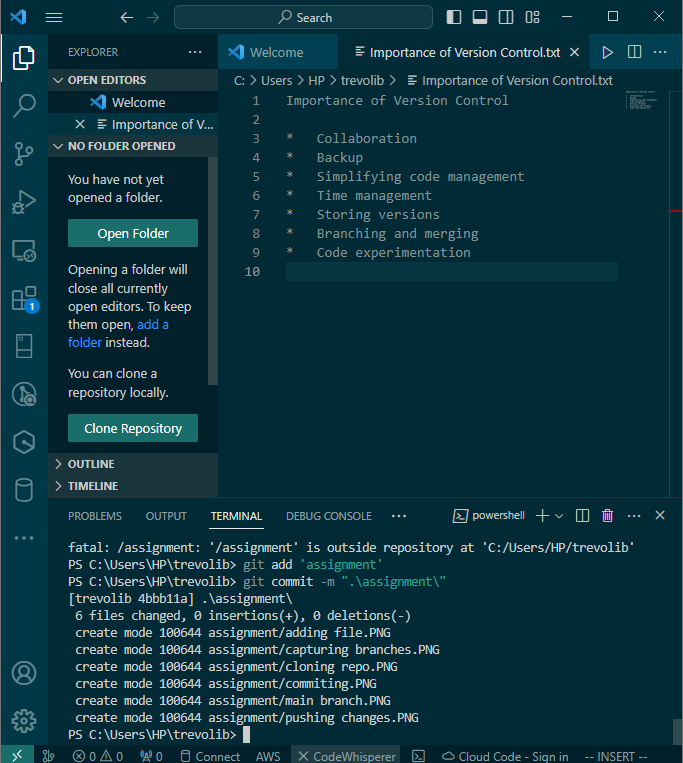 Search
EXPLORER
OPEN EDITORS
Welcome
Importance of V...
NO FOLDER OPENED
You have not yet
opened a folder.
Open Folder
Opening a folder will
close all currently
open editors. To keep
them open, add a
folder instead.
You can clone a
repository locally.
Clone Repository
OUTLINE
TIMELINE
1
Welcome
Importance of Version Control.txt
C: > Users > HP > trevolib > Importance of Version Control.txt
1 Importance of Version Control
2
3 * Collaboration
4 * Backup
5 * Simplifying code management
6 * Time management
7 * Storing versions
8 * Branching and merging
9 * Code experimentation
10
PROBLEMS OUTPUT TERMINAL DEBUG CONSOLE ··· powershell
fatal: /assignment: '/assignment' is outside repository at 'C:/Users/HP/trevolib'
PS C:\Users\HP\trevolib> git add 'assignment'
PS C:\Users\HP\trevolib> git commit -m ".\assignment\"
[trevolib 4bbb11a] .\assignment\
6 files changed, 0 insertions(+), 0 deletions(-)
create mode 100644 assignment/adding file.PNG
create mode 100644 assignment/capturing branches.PNG
create mode 100644 assignment/cloning repo.PNG
create mode 100644 assignment/commiting.PNG
create mode 100644 assignment/main branch.PNG
create mode 100644 assignment/pushing changes.PNG
PS C:\Users\HP\trevolib>
0 0 0 Connect AWS CodeWhisperer Cloud Code - Sign in -- INSERT --